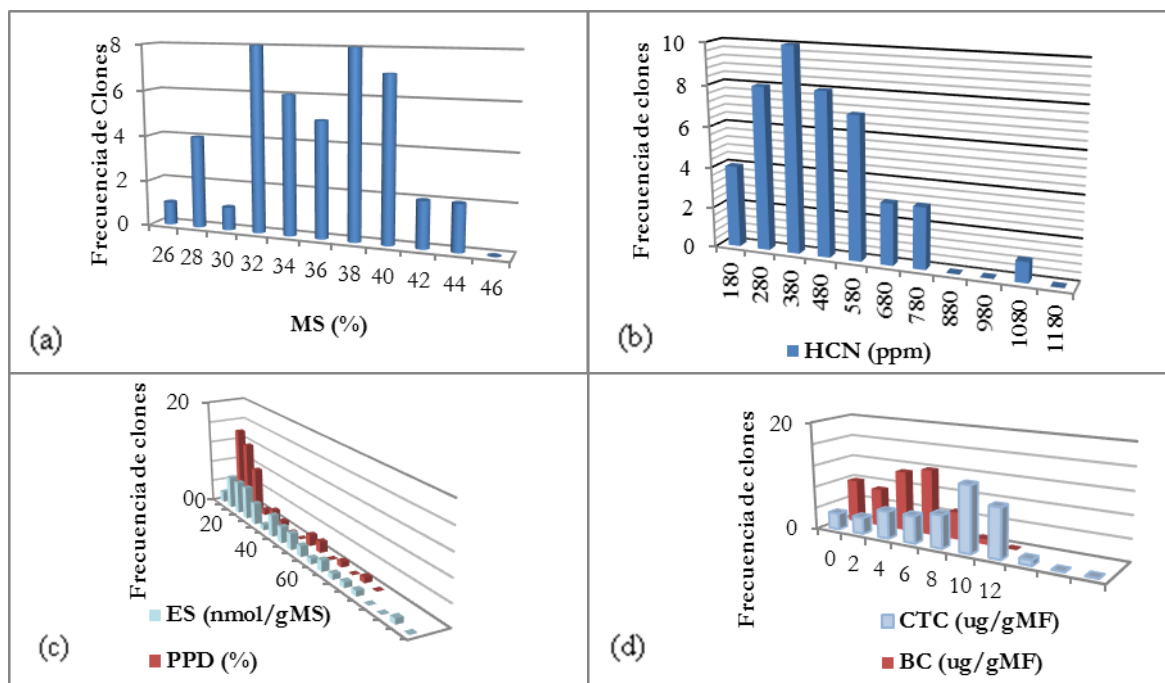 Frecuencia de Clones
8
6
4
2
0
26 28 30 32 34 36 38 40 42 44 46
MS (%)
(a)
Frecuencia de clones
10
8
6
4
2
0
180 280 380 480 580 680 780 880 980 1080 1180
HCN (ppm)
(b)
Frecuencia de clones
20
0
0
20
40
60
ES (nmol/gMS)
PPD (%)
(c)
Frecuencia de clones
20
0
0 2 4 6 8 10 12
CTC (ug/gMF)
BC (ug/gMF)
(d)